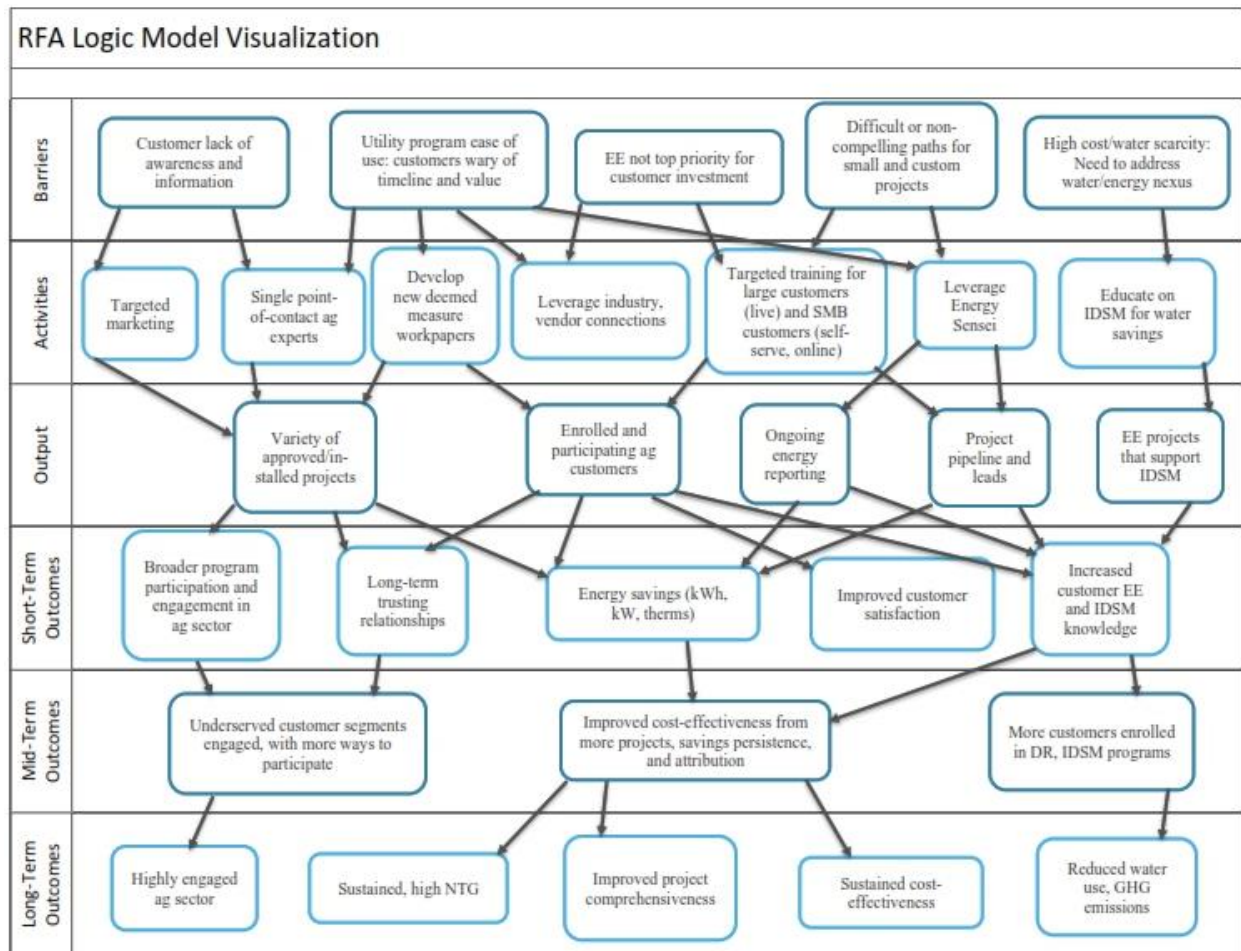 RFA Logic Model Visualization
Barriers
Customer lack of
awareness and
information
Utility program ease of
use: customers wary of
timeline and value
EE not top priority for
customer investment
Difficult or non-
compelling paths for
small and custom
projects
High cost/water scarcity:
Need to address
water/energy nexus
Activities
Targeted
marketing
Single point-
of-contact ag
experts
Develop
new deemed
measure
workpapers
Leverage industry,
vendor connections
Targeted training for
large customers
(live) and SMB
customers (self-
serve, online)
Leverage
Energy
Sensei
Educate on
IDSM for water
savings
Output
Variety of
approved/in-
stalled projects
Enrolled and
participating ag
customers
Ongoing
energy
reporting
Project
pipeline and
leads
EE projects
that support
IDSM
Short-Term
Outcomes
Broader program
participation and
engagement in
ag sector
Long-term
trusting
relationships
Energy savings (kWh,
kW, therms)
Improved customer
satisfaction
Increased
customer EE
and IDSM
knowledge
Mid-Term
Outcomes
Underserved customer segments
engaged, with more ways to
participate
Improved cost-effectiveness from
more projects, savings persistence,
and attribution
More customers enrolled
in DR, IDSM programs
Long-Term
Outcomes
Highly engaged
ag sector
Sustained, high NTG
Improved project
comprehensiveness
Sustained cost-
effectiveness
Reduced water
use, GHG
emissions